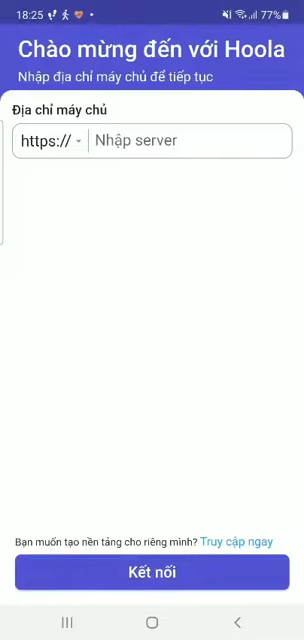 18:25 77%
Chào mừng đến với Hoola
Nhập địa chỉ máy chủ để tiếp tục
Địa chỉ máy chủ
https:// Nhập server
Bạn muốn tạo nền tảng cho riêng mình? Truy cập ngay
Kết nối